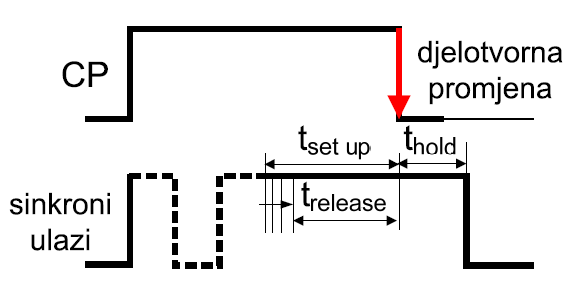 CP
djelotvorna
promjena
tset up
thold
sinkroni
ulazi
trelease